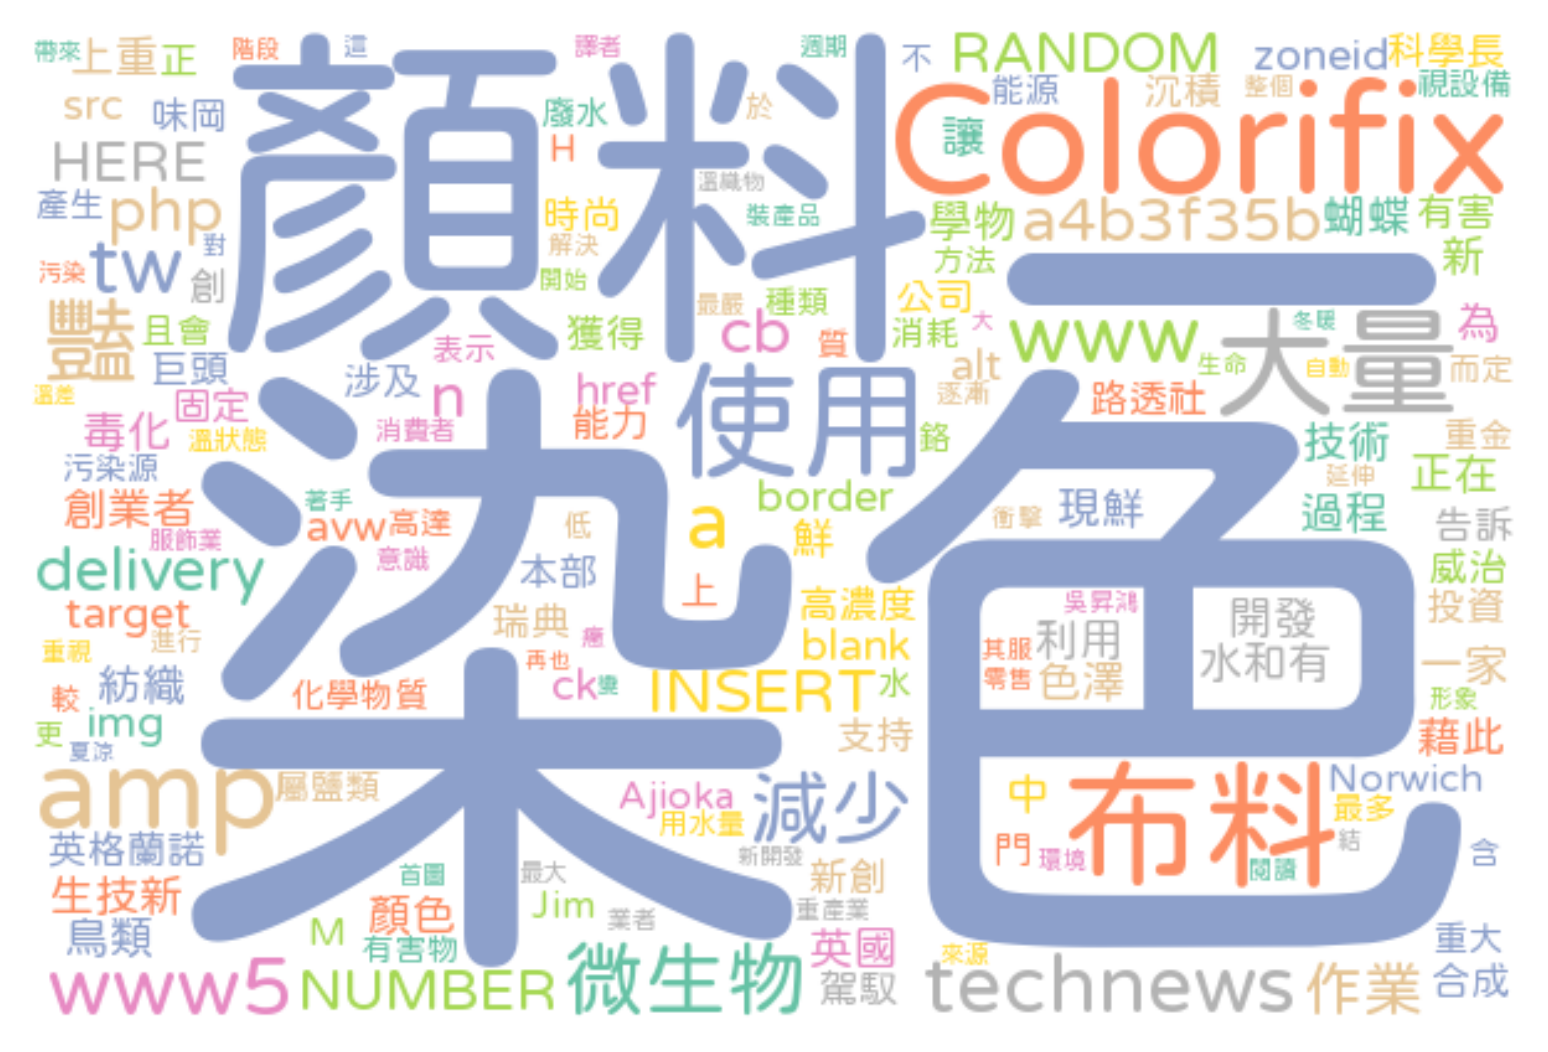 帶來
上重
正
階段
這
譯者
週期
不
RANDOM
zoneid
科學長
src
味岡
顏料
廢水
於
能源
沉積
整個
視設備
Colorifix
讓
H
HERE
溫織物
產生
php
時尚
裝產品
學物
a4b3f35b
蝴蝶
有害
tw
對
解決
方法
新
污染
創
開始
一
豔
且會
最嚴
種類
公司
獲得
cb
質
消耗
大
www
冬暖
大量
為
巨頭
表示
涉及
n
href
使用
alt
逐漸
生命
自動
而定
溫差
固定
路透社
毒化
溫狀態
消費者
能力
鉻
技術
重金
污染源
染色
延伸
正在
創業者
著手
border
a
鮮
衝擊
現鮮
過程
告訴
服飾業
avw
高達
低
意識
delivery
本部
威治
target
上
高濃度
吳昇鴻
開發
投資
進行
瑞典
癮
blank
其服
利用
水和有
重視
再也
一家
紡織
化學物質
ck
變
INSERT
水
零售
色澤
較
形象
更
img
支持
藉此
夏涼
amp
屬鹽類
Ajioka
減少
中
布料
Norwich
用水量
最多
英格蘭諾
新開發
門
環境
結
閱讀
含
首圖
最大
新創
生技新
顏色
Jim
業者
重產業
鳥類
M
有害物
英國
來源
重大
www5
NUMBER
微生物
駕馭
technews
作業
合成